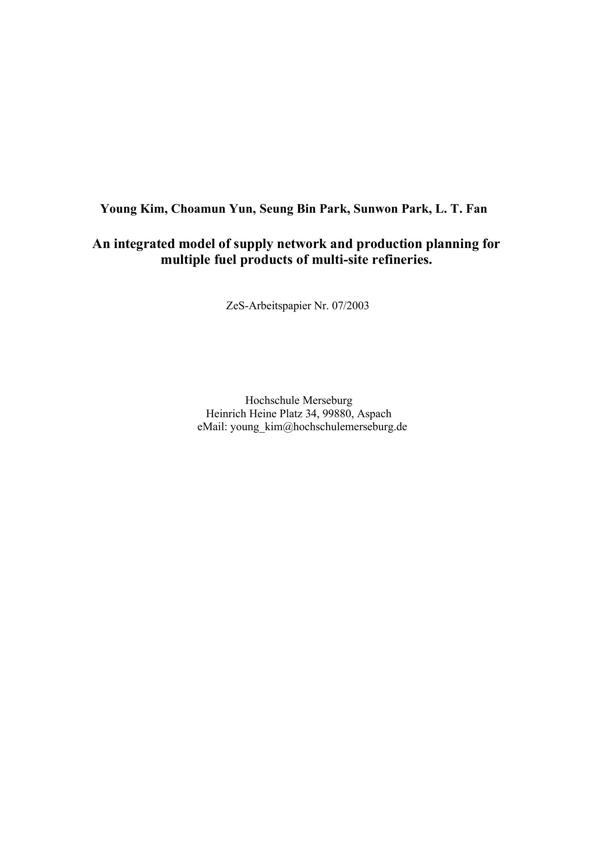 Young Kim, Choamun Yun, Seung Bin Park, Sunwon Park, L. T. Fan
An integrated model of supply network and production planning for
multiple fuel products of multi-site refineries.
ZeS-Arbeitspapier Nr. 07/2003
Hochschule Merseburg
Heinrich Heine Platz 34, 99880, Aspach
eMail: young_kim@hochschulemerseburg.de